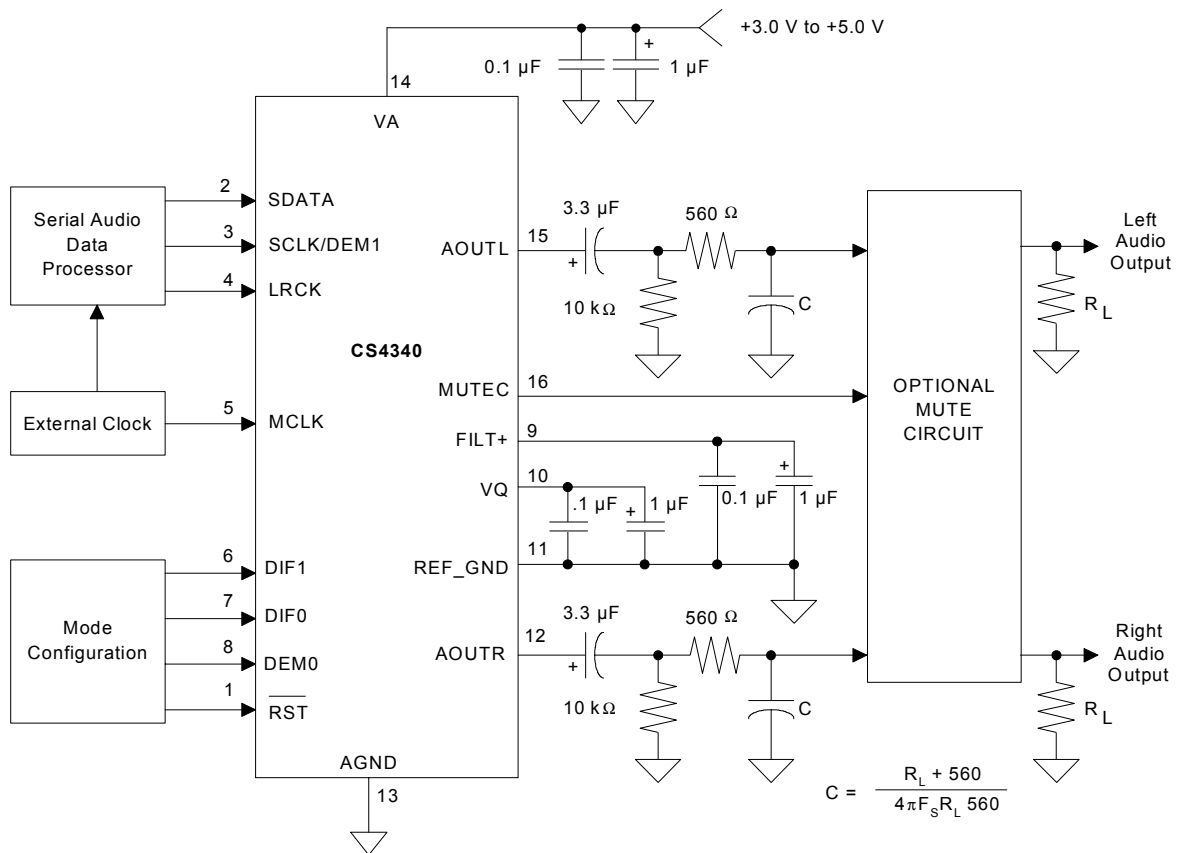 +3.0 V to +5.0 V
0.1 µF
+
1 µF
14
VA
Serial Audio
Data
Processor
2
SDATA
3
SCLK/DEM1
4
LRCK
External Clock
5
MCLK
CS4340
Mode
Configuration
6
DIF1
7
DIF0
8
DEM0
1
RST
AGND
13
AOUTL
15
3.3 µF
+
560 Ω
10 kΩ
C
MUTEC
16
FILT+
9
0.1 µF
+
1 µF
VQ
10
.1 µF
+
1 µF
REF_GND
11
AOUTR
12
3.3 µF
+
560 Ω
10 kΩ
C
OPTIONAL
MUTE
CIRCUIT
Left
Audio
Output
RL
Right
Audio
Output
RL
C = RL + 560
4πFSRL 560